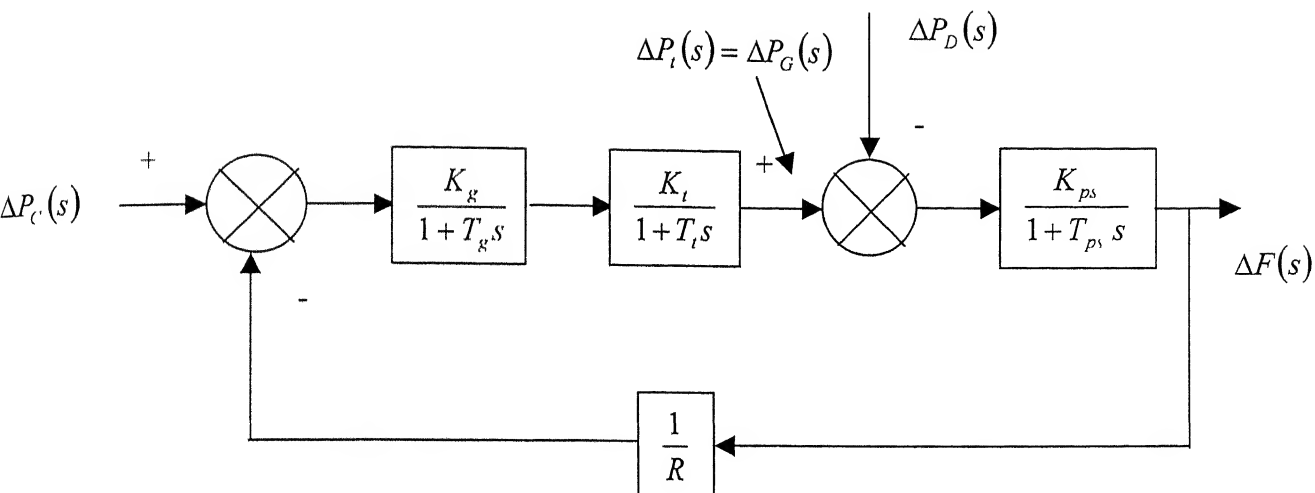 ΔP_D(s)
ΔP_t(s) = ΔP_G(s)
+
-
+
ΔP_C(s)
K_g / (1 + T_g s)
K_t / (1 + T_t s)
K_ps / (1 + T_ps s)
ΔF(s)
-
1 / R